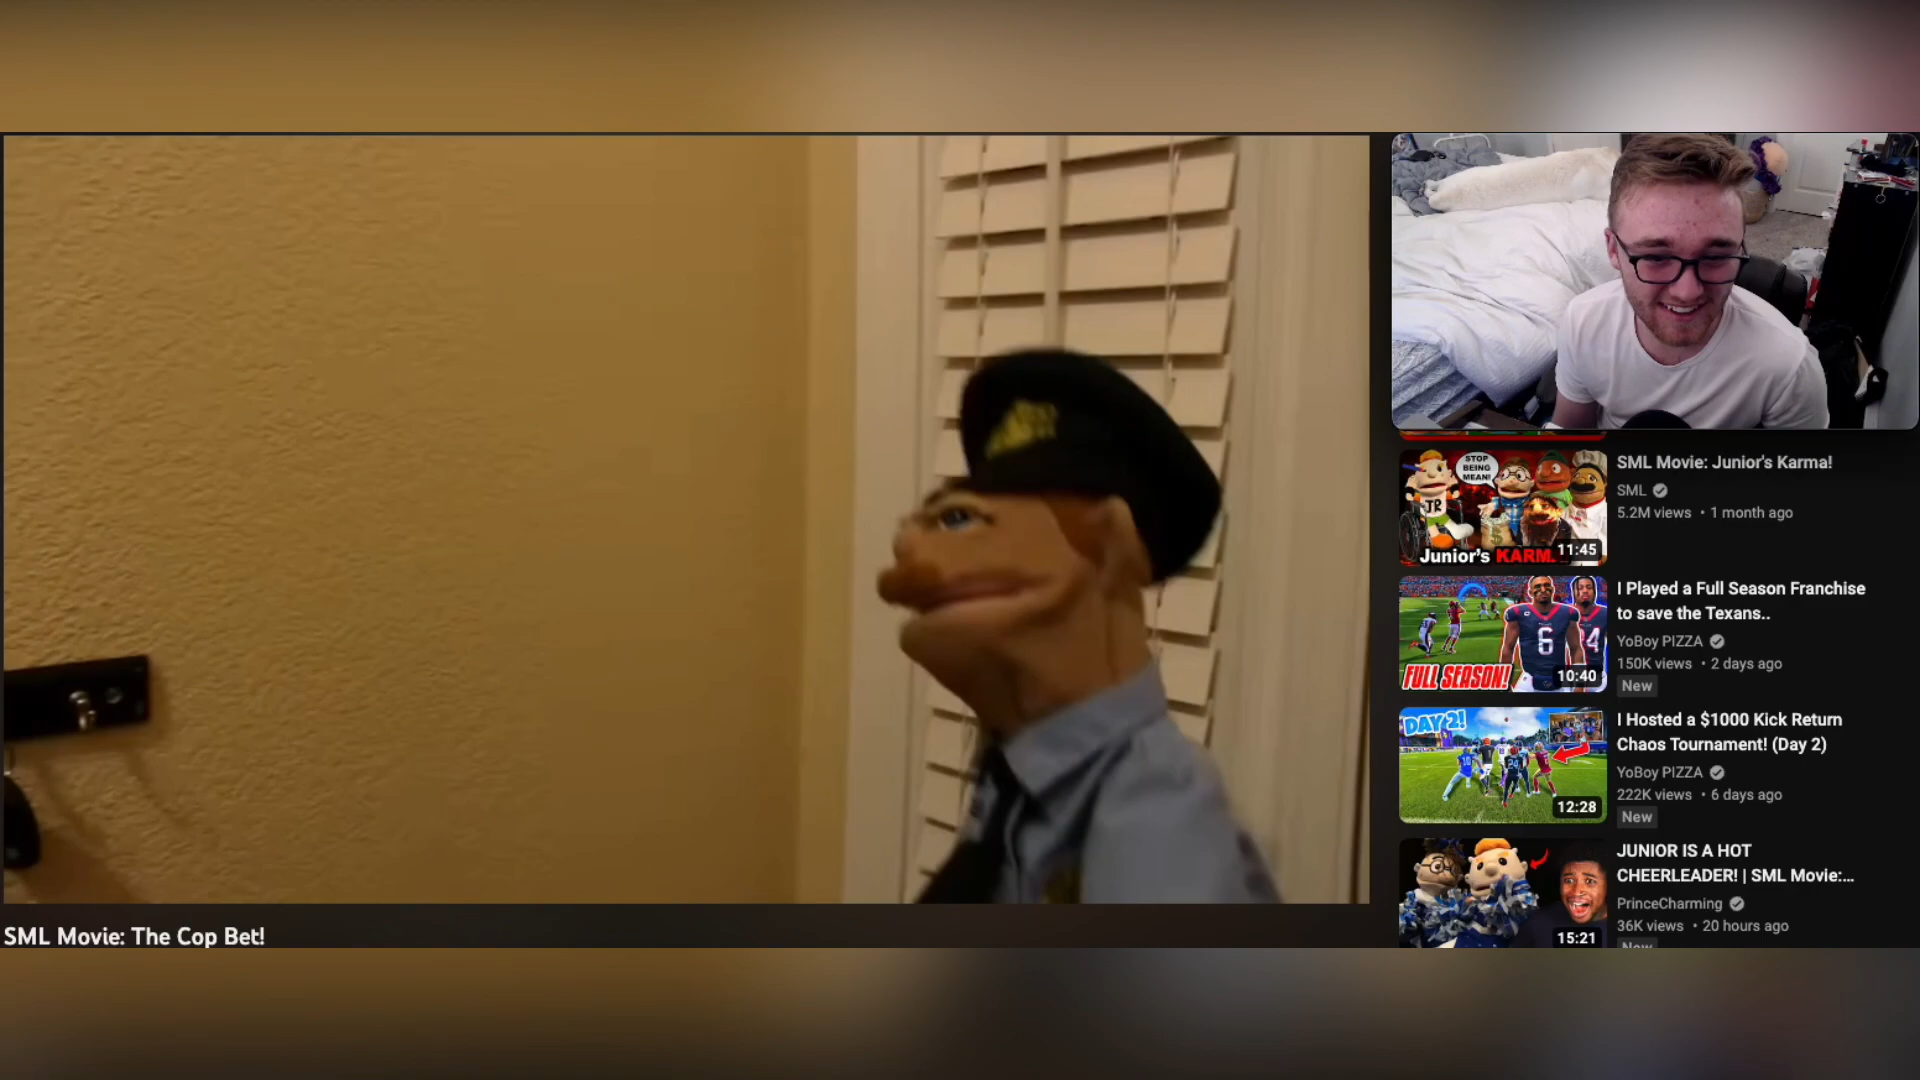 SML Movie: The Cop Bet!
STOP
BEING
MEAN!
JR
Junior's KARM
11:45
SML Movie: Junior's Karma!
SML
5.2M views • 1 month ago
6
4
FULL SEASON!
10:40
I Played a Full Season Franchise
to save the Texans..
YoBoy PIZZA
150K views • 2 days ago
New
DAY 2!
12:28
I Hosted a $1000 Kick Return
Chaos Tournament! (Day 2)
YoBoy PIZZA
222K views • 6 days ago
New
15:21
JUNIOR IS A HOT
CHEERLEADER! | SML Movie:...
PrinceCharming
36K views • 20 hours ago
New